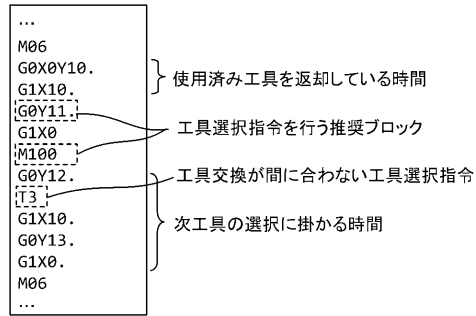 ...
M06
G0X0Y10.
G1X10.
使用済み工具を返却している時間
G0Y11.
G1X0
工具選択指令を行う推奨ブロック
M100
G0Y12.
工具交換が間に合わない工具選択指令
T3
G1X10.
次工具の選択に掛かる時間
G0Y13.
G1X0.
M06
...